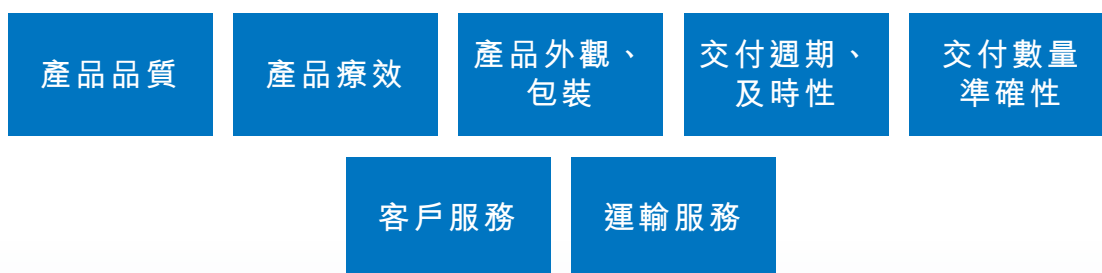 產品品質
產品療效
產品外觀、
包裝
交付週期、
及時性
交付數量
準確性
客戶服務
運輸服務